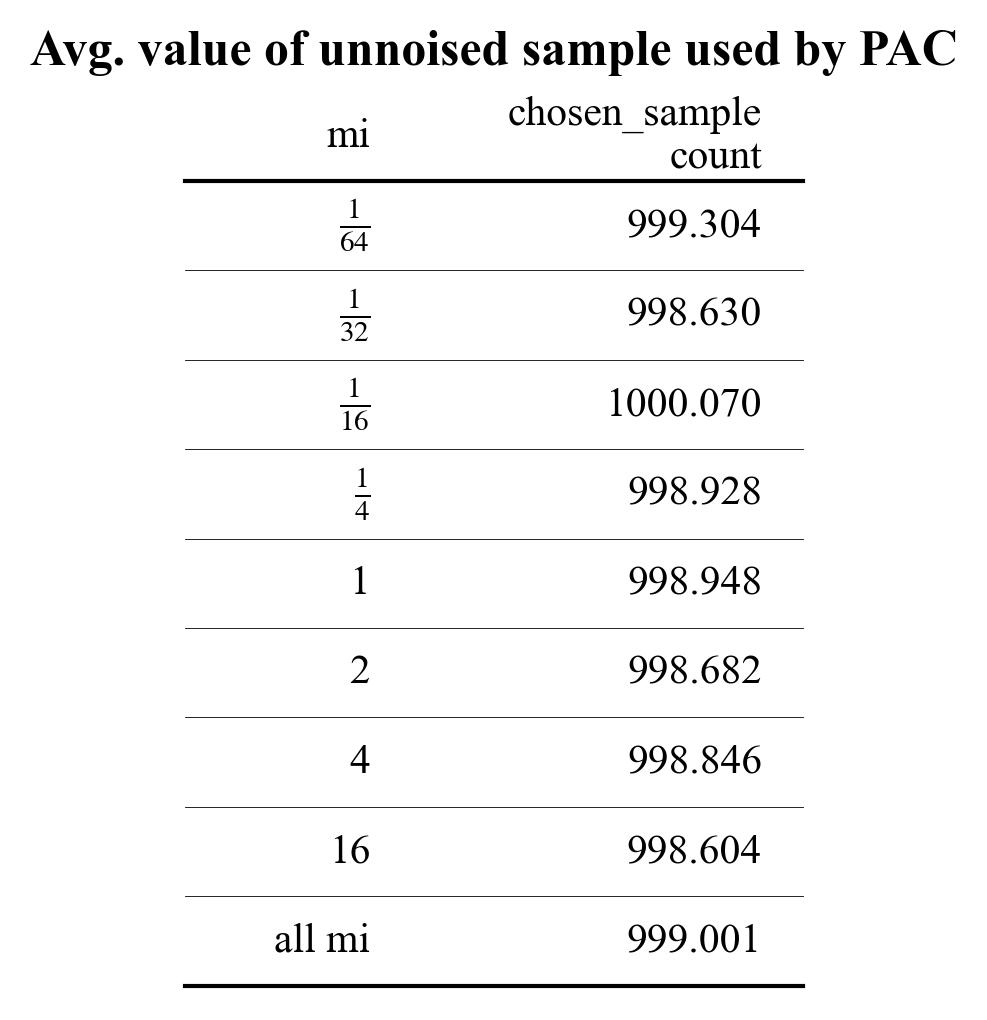 Avg. value of unnoised sample used by PAC
mi chosen_sample count
1/64 999.304
1/32 998.630
1/16 1000.070
1/4 998.928
1 998.948
2 998.682
4 998.846
16 998.604
all mi 999.001